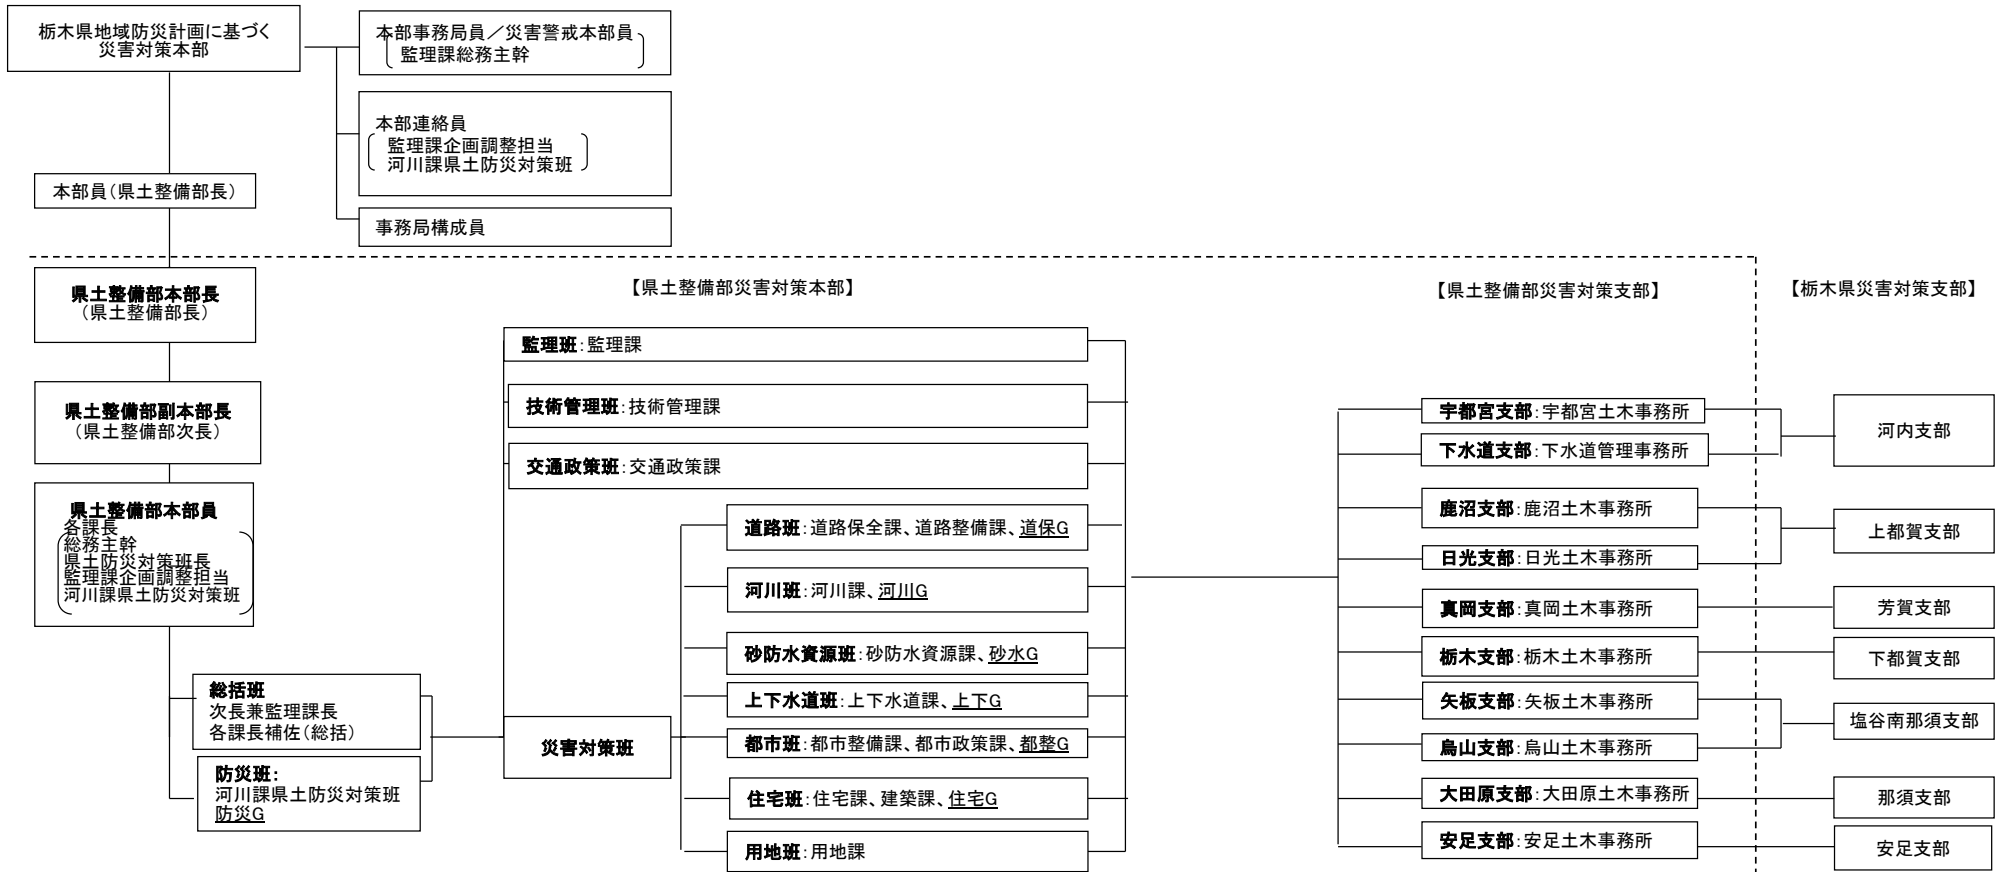 栃木県地域防災計画に基づく
災害対策本部
本部事務局員／災害警戒本部員
監理課総務主幹
本部連絡員
監理課企画調整担当
河川課県土防災対策班
本部員（県土整備部長）
事務局構成員
県土整備部本部長
（県土整備部長）
【県土整備部災害対策本部】
【県土整備部災害対策支部】
【栃木県災害対策支部】
県土整備部副本部長
（県土整備部次長）
県土整備部本部員
各課長
総務主幹
県土防災対策班長
監理課企画調整担当
河川課県土防災対策班
総括班
次長兼監理課長
各課長補佐（総括）
防災班：
河川課県土防災対策班
防災G
監理班：監理課
技術管理班：技術管理課
交通政策班：交通政策課
災害対策班
道路班：道路保全課、道路整備課、道保G
河川班：河川課、河川G
砂防水資源班：砂防水資源課、砂水G
上下水道班：上下水道課、上下G
都市班：都市整備課、都市政策課、都整G
住宅班：住宅課、建築課、住宅G
用地班：用地課
宇都宮支部：宇都宮土木事務所
下水道支部：下水道管理事務所
鹿沼支部：鹿沼土木事務所
日光支部：日光土木事務所
真岡支部：真岡土木事務所
栃木支部：栃木土木事務所
矢板支部：矢板土木事務所
烏山支部：烏山土木事務所
大田原支部：大田原土木事務所
安足支部：安足土木事務所
河内支部
上都賀支部
芳賀支部
下都賀支部
塩谷南那須支部
那須支部
安足支部